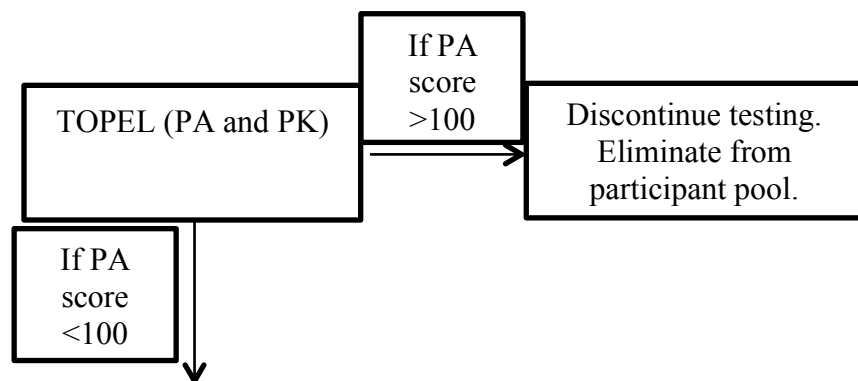 If PA
score
>100
TOPEL (PA and PK)
Discontinue testing.
Eliminate from
participant pool.
If PA
score
<100